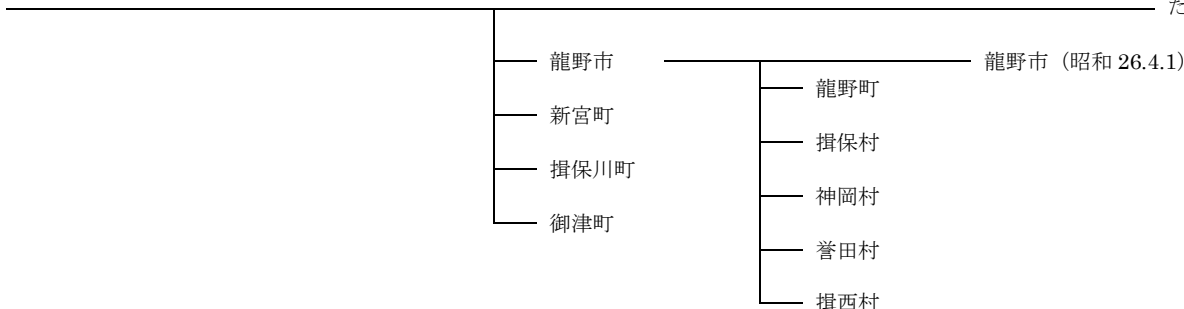 た
龍野市 龍野市（昭和 26.4.1）
龍野町
新宮町
揖保村
揖保川町
神岡村
御津町
誉田村
揖西村